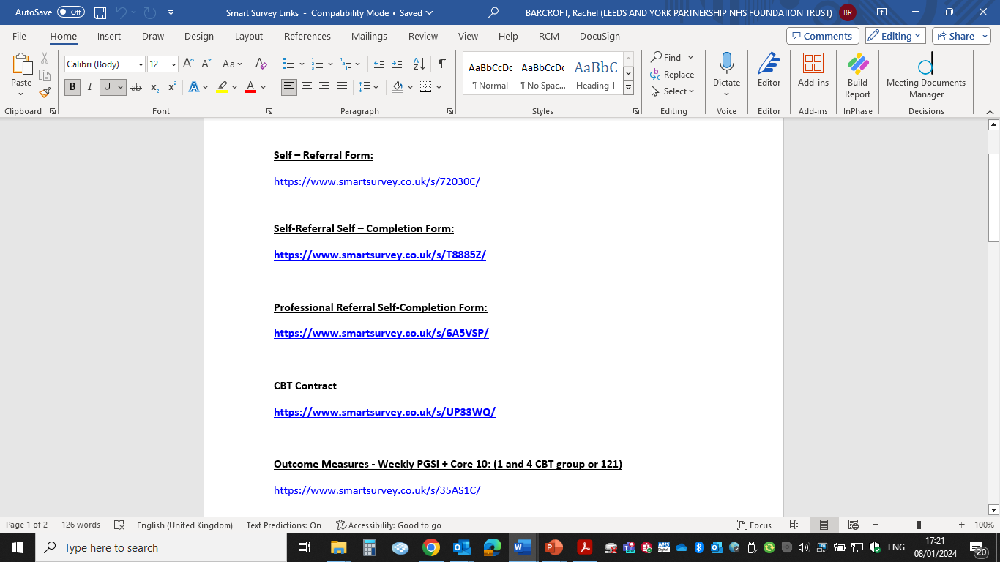 AutoSave Off Smart Survey Links - Compatibility Mode • Saved BARCROFT, Rachel (LEEDS AND YORK PARTNERSHIP NHS FOUNDATION TRUST) BR
File Home Insert Draw Design Layout References Mailings Review View Help RCM DocuSign Comments Editing Share
Calibri (Body) 12 A A Aa A AaBbCcDc AaBbCcDc AaBbC Find
Paste Replace Dictate Editor Add-ins Build Meeting Documents
B I U ab x2 x2 A A ¶ Normal ¶ No Spac... Heading 1 Select Report Manager
Clipboard Font Paragraph Styles Editing Voice Editor Add-ins InPhase Decisions
Self – Referral Form:
https://www.smartsurvey.co.uk/s/72030C/
Self-Referral Self – Completion Form:
https://www.smartsurvey.co.uk/s/T8885Z/
Professional Referral Self-Completion Form:
https://www.smartsurvey.co.uk/s/6A5VSP/
CBT Contract
https://www.smartsurvey.co.uk/s/UP33WQ/
Outcome Measures - Weekly PGSI + Core 10: (1 and 4 CBT group or 121)
https://www.smartsurvey.co.uk/s/35AS1C/
Page 1 of 2 126 words English (United Kingdom) Text Predictions: On Accessibility: Good to go Focus 100%
Type here to search ENG 17:21
08/01/2024 20